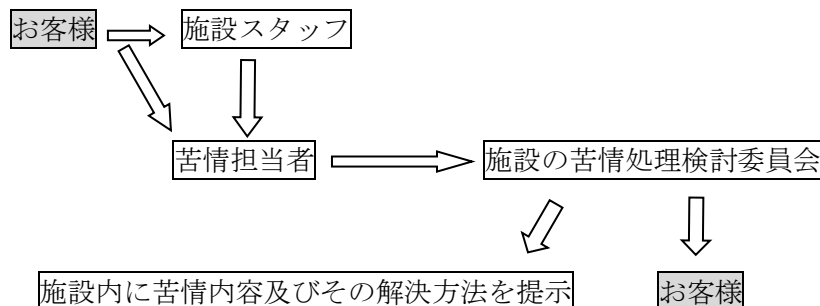 お客様 施設スタッフ
苦情担当者 施設の苦情処理検討委員会
施設内に苦情内容及びその解決方法を提示 お客様